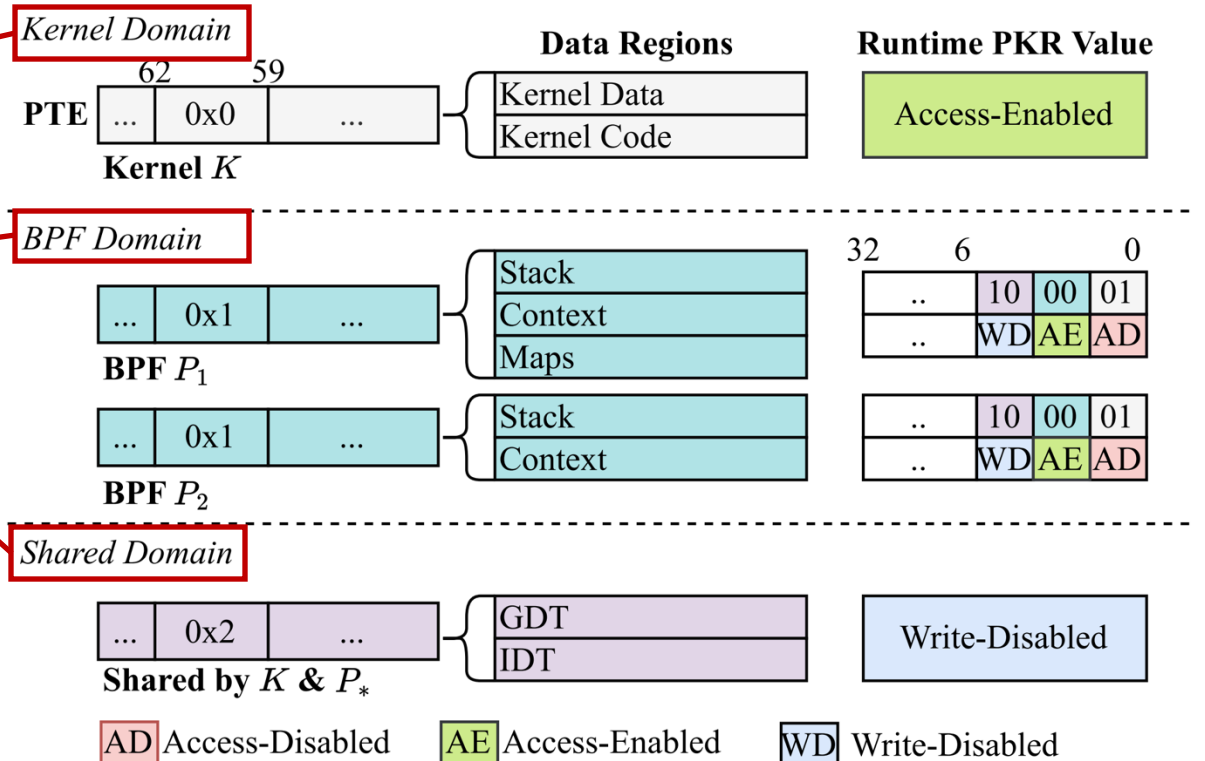 Kernel Domain
Data Regions
Runtime PKR Value
62 59
PTE ... 0x0 ...
Kernel Data
Kernel Code
Access-Enabled
Kernel K
BPF Domain
32 6 0
... 0x1 ...
Stack
Context
Maps
.. 10 00 01
.. WD AE AD
BPF P₁
... 0x1 ...
Stack
Context
.. 10 00 01
.. WD AE AD
BPF P₂
Shared Domain
... 0x2 ...
GDT
IDT
Write-Disabled
Shared by K & P*
AD Access-Disabled AE Access-Enabled WD Write-Disabled